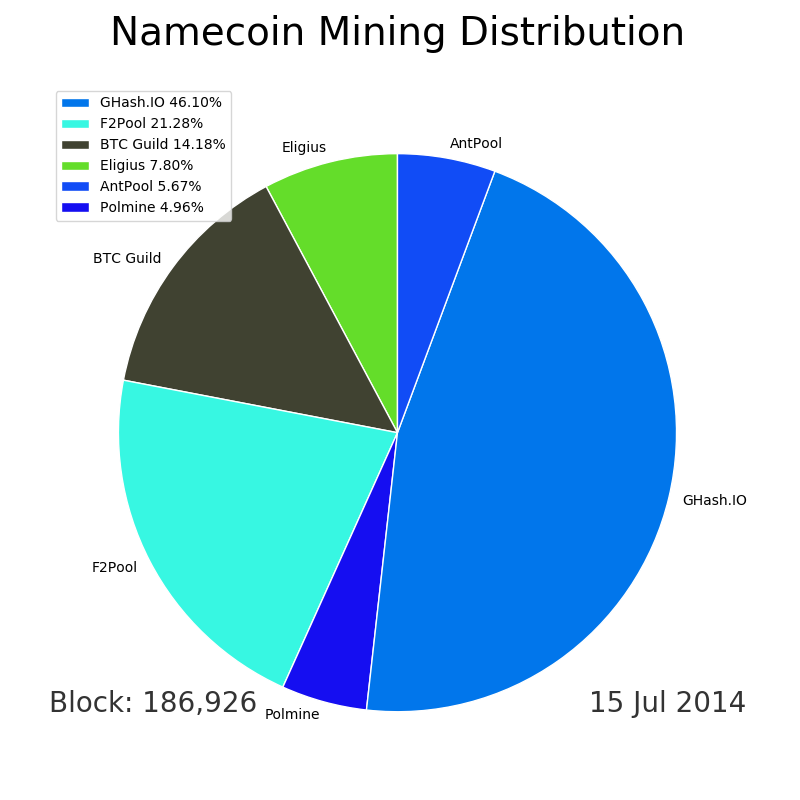 Namecoin Mining Distribution
GHash.IO 46.10%
F2Pool 21.28%
BTC Guild 14.18%
Eligius 7.80%
AntPool 5.67%
Polmine 4.96%
Eligius
AntPool
BTC Guild
GHash.IO
F2Pool
Polmine
Block: 186,926
15 Jul 2014